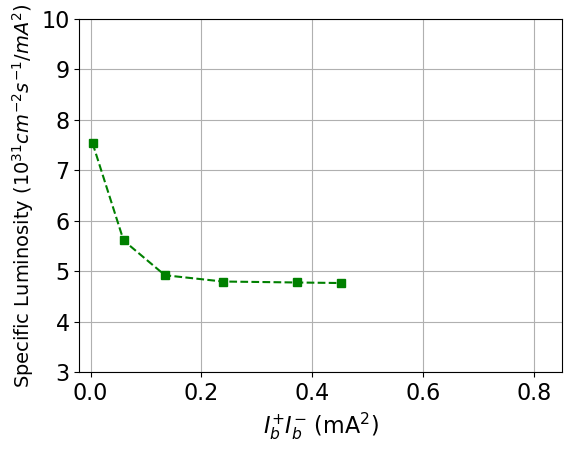 10
9
8
7
6
5
4
3
Specific Luminosity (10³¹cm⁻²s⁻¹/mA²)
0.0 0.2 0.4 0.6 0.8
I_b^+I_b^- (mA²)